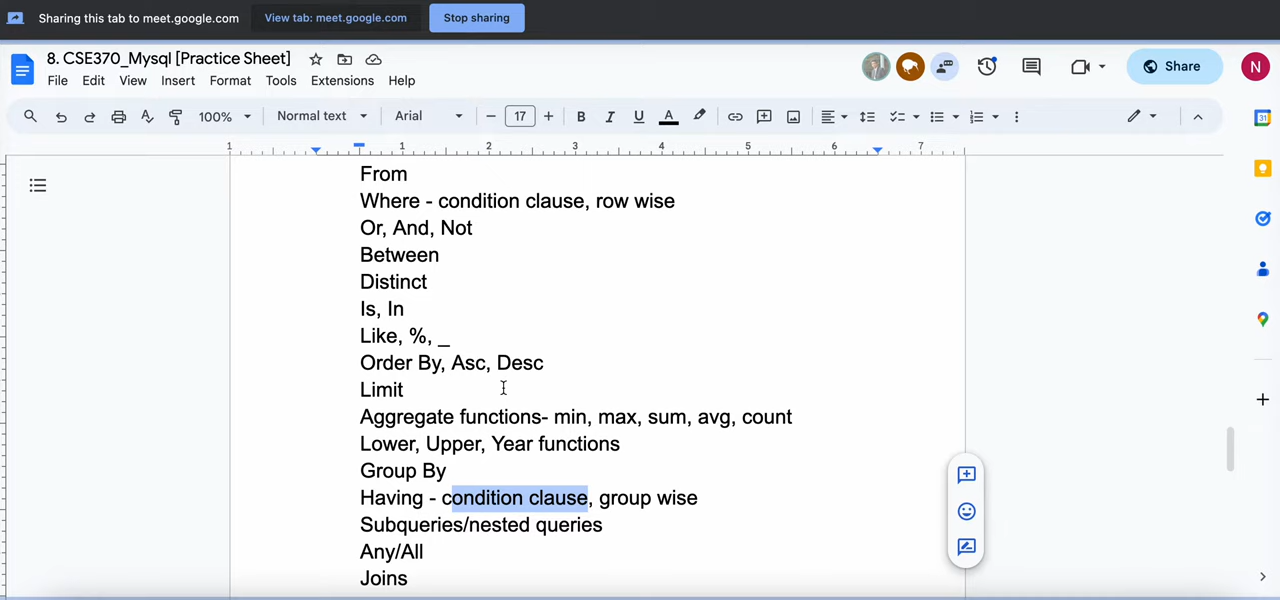 Sharing this tab to meet.google.com
View tab: meet.google.com
Stop sharing
8. CSE370_Mysql [Practice Sheet]
File Edit View Insert Format Tools Extensions Help
Share
N
100% Normal text Arial 17 B I U A
31
1 1 2 3 4 5 6 7
From
Where - condition clause, row wise
Or, And, Not
Between
Distinct
Is, In
Like, %, _
Order By, Asc, Desc
Limit
Aggregate functions- min, max, sum, avg, count
Lower, Upper, Year functions
Group By
Having - condition clause, group wise
Subqueries/nested queries
Any/All
Joins